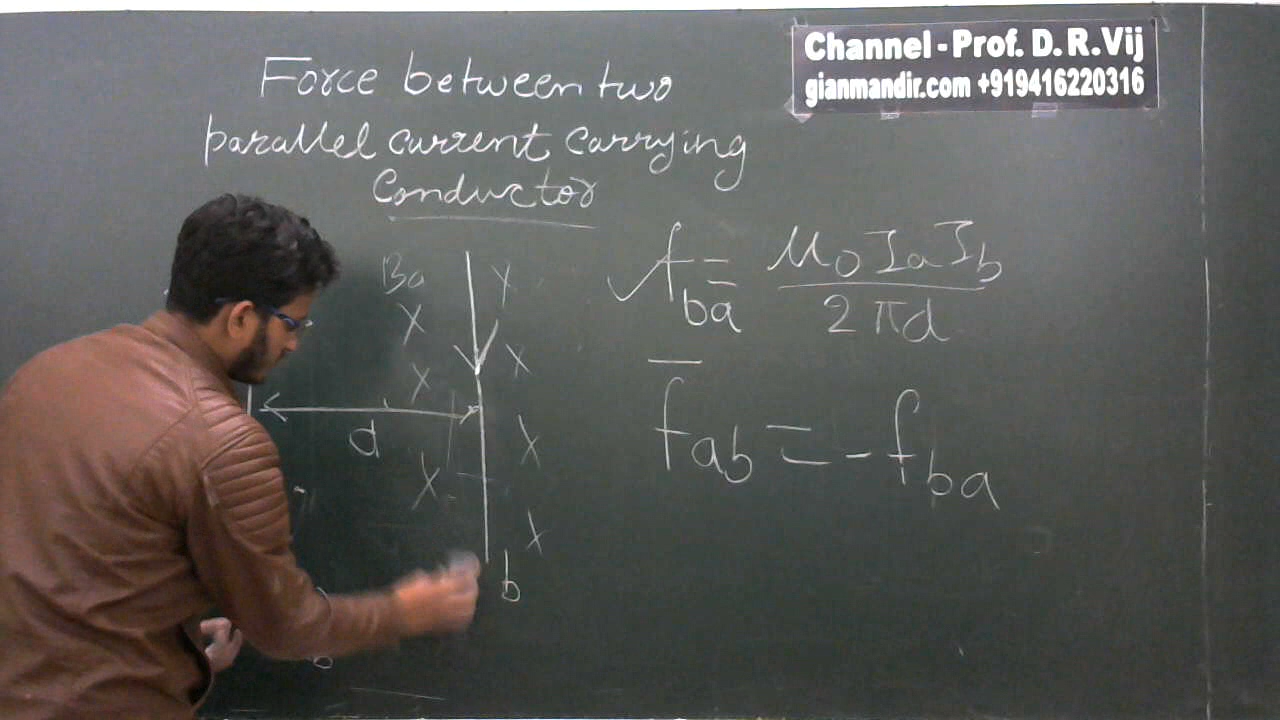 Channel - Prof. D. R. Vij
gianmandir.com +919416220316
Force between two
parallel current carrying
Conductor
Ba
X
X
X
X
X
X
d
X
b
f_ba = μ0 Ia Ib / 2πd
f_ab = - f_ba